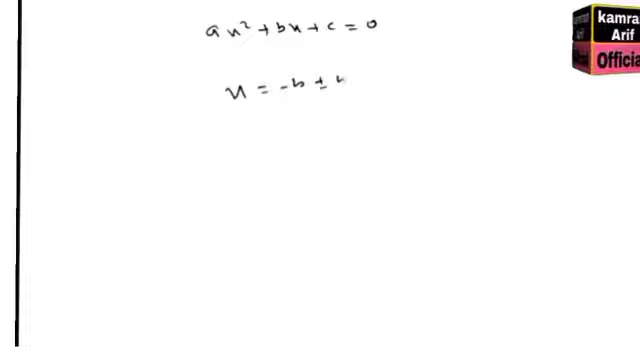 ax² + bx + c = 0
x = -b ±
kamra
Arif
Officia